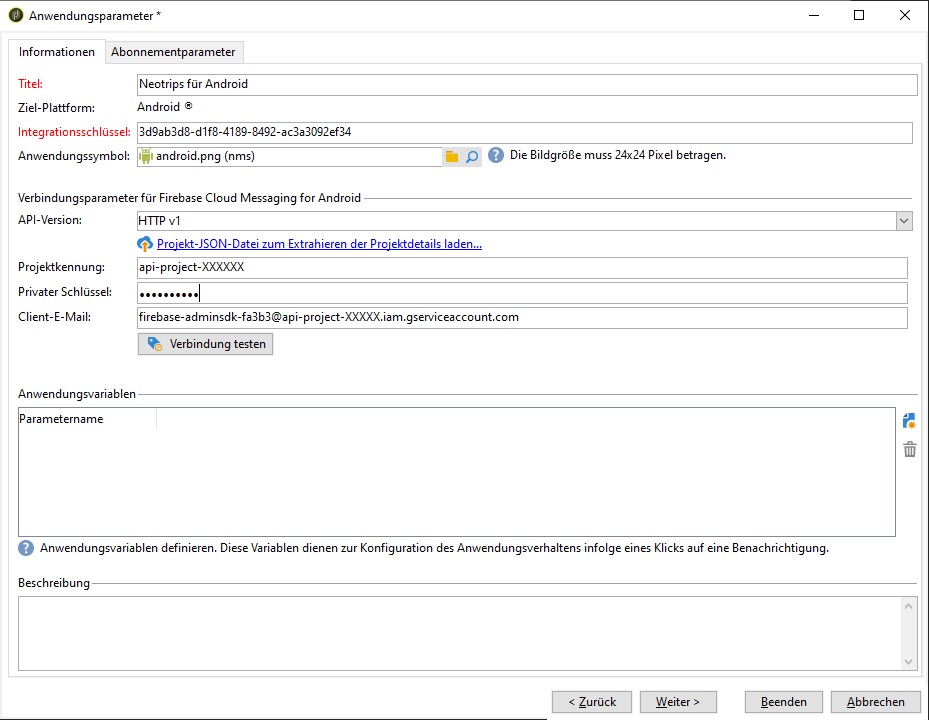 Anwendungsparameter *
Informationen Abonnementparameter
Titel: Neotrips für Android
Ziel-Plattform: Android ®
Integrationsschlüssel: 3d9ab3d8-d1f8-4189-8492-ac3a3092ef34
Anwendungssymbol: android.png (nms) ? Die Bildgröße muss 24x24 Pixel betragen.
Verbindungsparameter für Firebase Cloud Messaging for Android
API-Version: HTTP v1
Projekt-JSON-Datei zum Extrahieren der Projektdetails laden...
Projektkennung: api-project-XXXXXX
Privater Schlüssel: ••••••••••
Client-E-Mail: firebase-adminsdk-fa3b3@api-project-XXXXX.iam.gserviceaccount.com
Verbindung testen
Anwendungsvariablen
Parametername
? Anwendungsvariablen definieren. Diese Variablen dienen zur Konfiguration des Anwendungsverhaltens infolge eines Klicks auf eine Benachrichtigung.
Beschreibung
< Zurück Weiter > Beenden Abbrechen